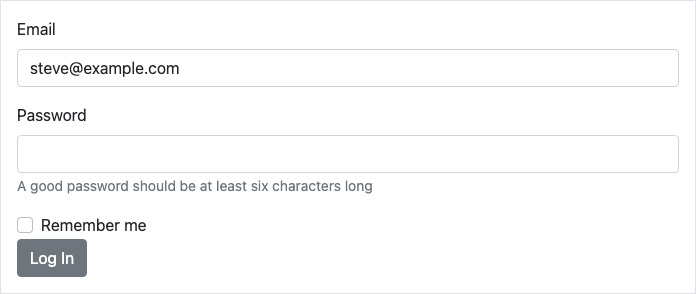 Email
steve@example.com
Password
A good password should be at least six characters long
Remember me
Log In